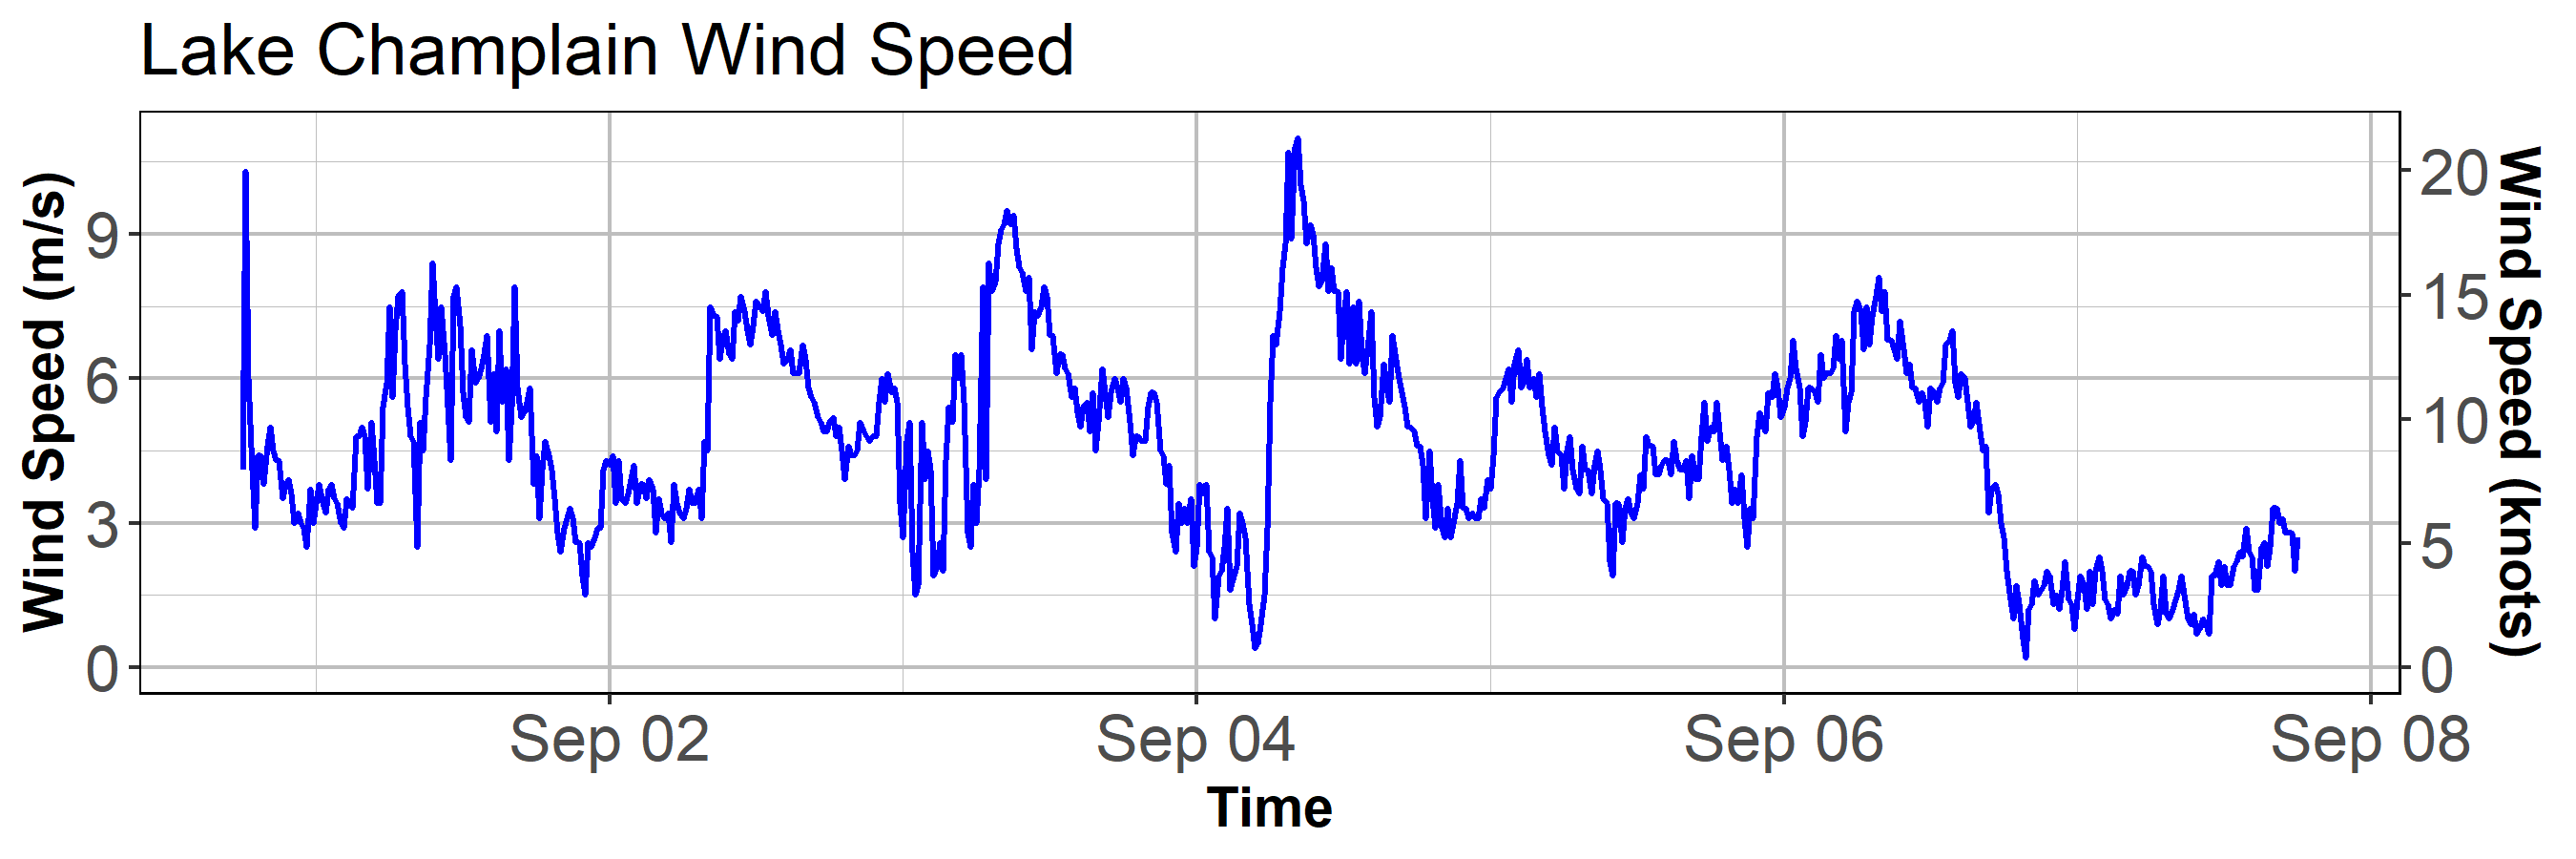 Lake Champlain Wind Speed
Wind Speed (m/s)
9
6
3
0
20
15
10
5
0
Wind Speed (knots)
Sep 02
Sep 04
Sep 06
Sep 08
Time